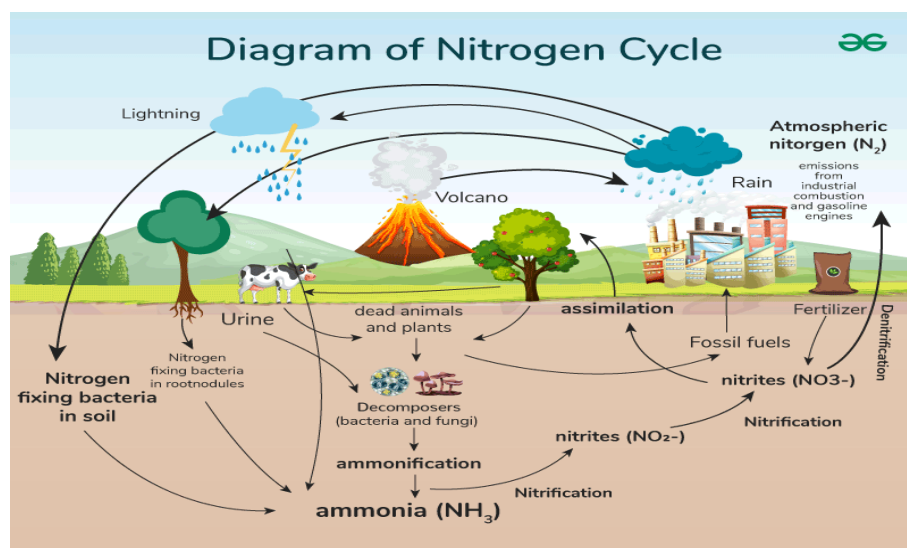 Diagram of Nitrogen Cycle
Lightning
Atmospheric
nitorgen (N₂)
emissions
from
industrial
combustion
and gasoline
engines
Rain
Volcano
Urine
dead animals
and plants
assimilation
Fertilizer
Denitrification
Fossil fuels
Nitrogen
fixing bacteria
in soil
Nitrogen
fixing bacteria
in rootnodules
Decomposers
(bacteria and fungi)
nitrites (NO3-)
Nitrification
nitrites (NO₂-)
ammonification
Nitrification
ammonia (NH₃)